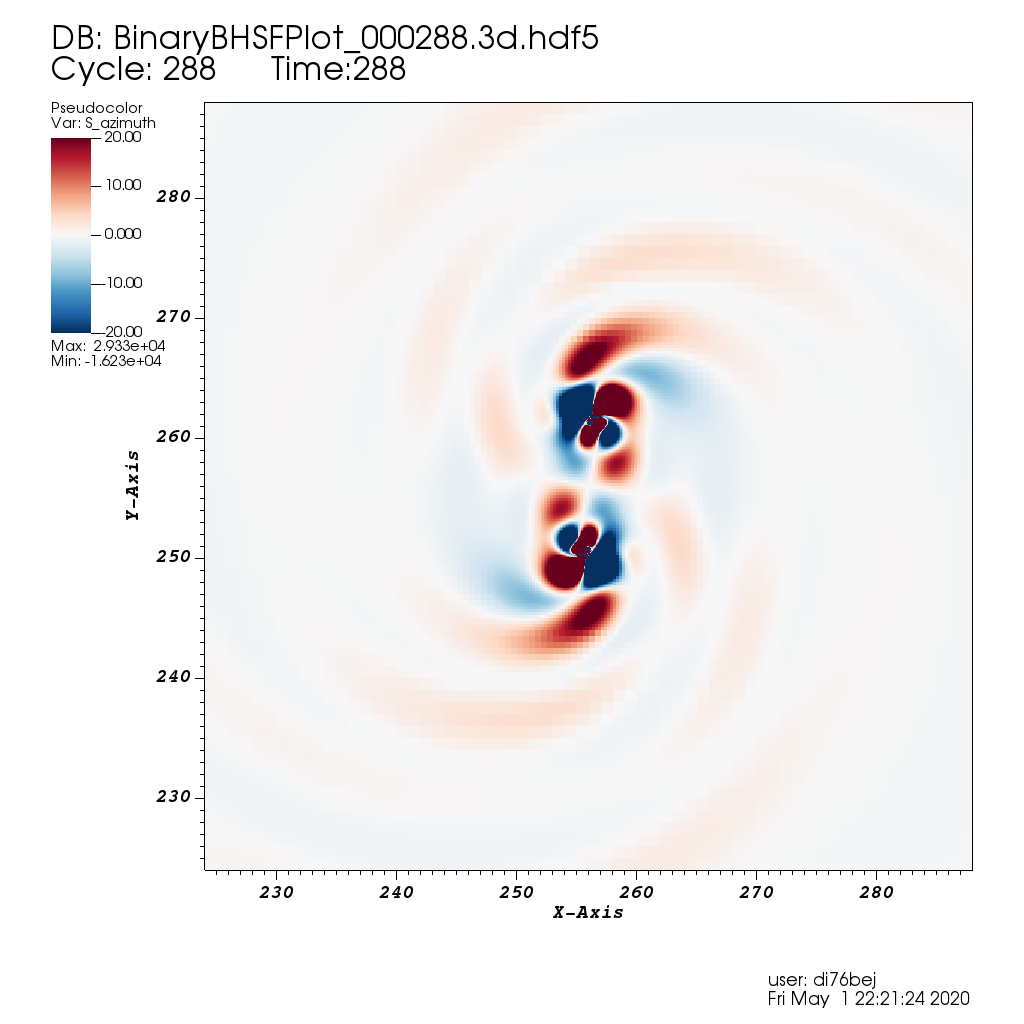 DB: BinaryBHSFPlot_000288.3d.hdf5
Cycle: 288 Time:288
Pseudocolor
Var: S_azimuth
20.00
10.00
0.000
-10.00
-20.00
Max: 2.933e+04
Min: -1.623e+04
280
270
260
250
240
230
Y-Axis
230 240 250 260 270 280
X-Axis
user: di76bej
Fri May 1 22:21:24 2020